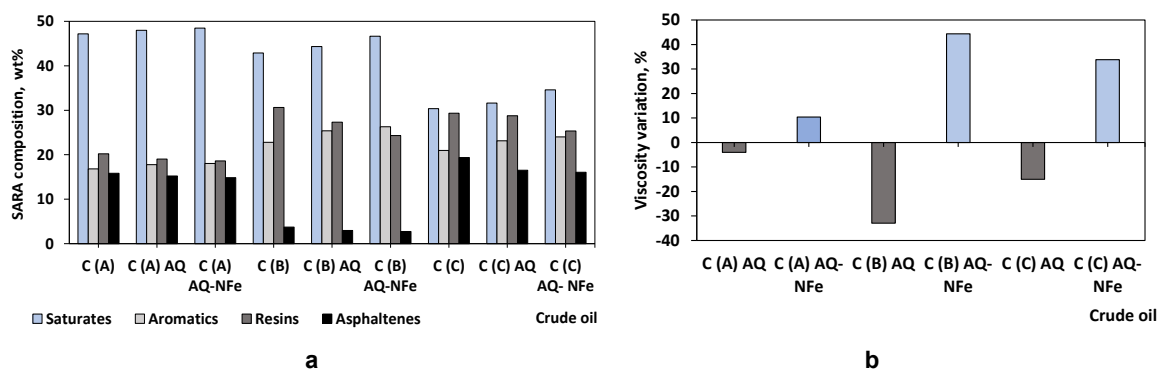 SARA composition, wt%
50
40
30
20
10
0
C (A) C (A) AQ C (A) AQ-NFe C (B) C (B) AQ C (B) AQ-NFe C (C) C (C) AQ C (C) AQ- NFe
Saturates Aromatics Resins Asphaltenes Crude oil
a
Viscosity variation, %
50
40
30
20
10
0
-10
-20
-30
-40
C (A) AQ C (A) AQ-NFe C (B) AQ C (B) AQ-NFe C (C) AQ C (C) AQ-NFe
Crude oil
b